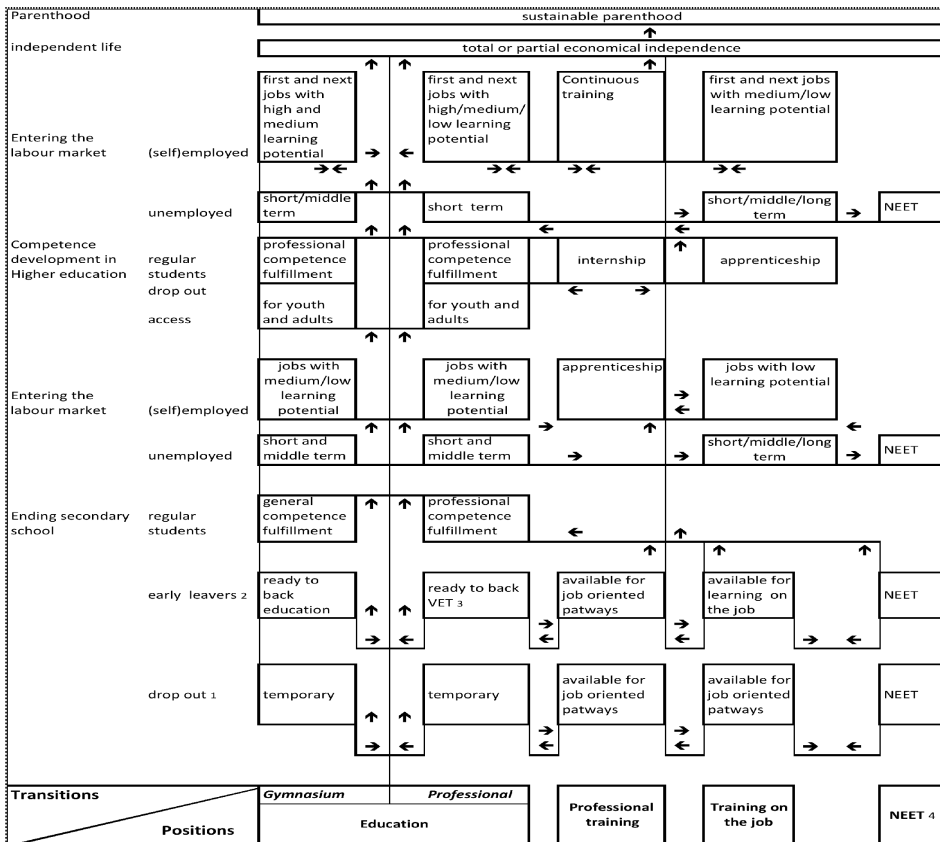 Parenthood
sustainable parenthood
independent life
total or partial economical independence
first and next
jobs with
high and
medium
learning
potential
first and next
jobs with
high/medium/
low learning
potential
Continuous
training
first and next jobs
with medium/low
learning potential
Entering the
labour market
(self)employed
unemployed
short/middle
term
short term
short/middle/long
term
NEET
Competence
development in
Higher education
regular
students
drop out
access
professional
competence
fulfillment
professional
competence
fulfillment
internship
apprenticeship
for youth
and adults
for youth
and adults
Entering the
labour market
(self)employed
jobs with
medium/low
learning
potential
jobs with
medium/low
learning
potential
apprenticeship
jobs with low
learning potential
unemployed
short and
middle term
short and
middle term
short/middle/long
term
NEET
Ending secondary
school
regular
students
general
competence
fulfillment
professional
competence
fulfillment
early leavers 2
ready to
back
education
ready to back
VET 3
available for
job oriented
patways
available for
learning on
the job
NEET
drop out 1
temporary
temporary
available for
job oriented
patways
available for
job oriented
patways
NEET
Transitions
Positions
Gymnasium
Professional
Education
Professional
training
Training on
the job
NEET 4